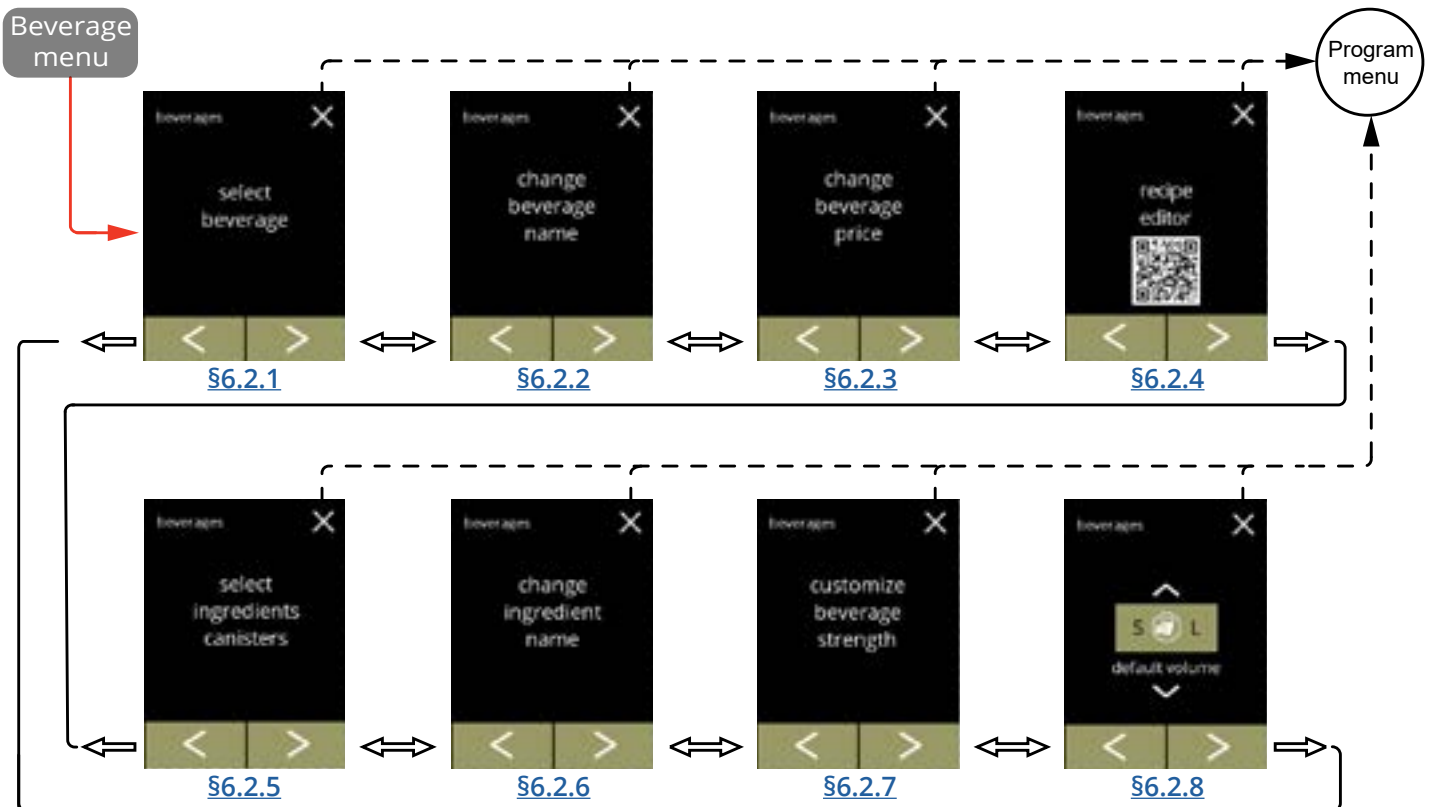 Beverage
menu
Program
menu
beverages
select
beverage
§6.2.1
beverages
change
beverage
name
§6.2.2
beverages
change
beverage
price
§6.2.3
beverages
recipe
editor
§6.2.4
beverages
select
ingredients
canisters
§6.2.5
beverages
change
ingredient
name
§6.2.6
beverages
customize
beverage
strength
§6.2.7
beverages
S L
default volume
§6.2.8